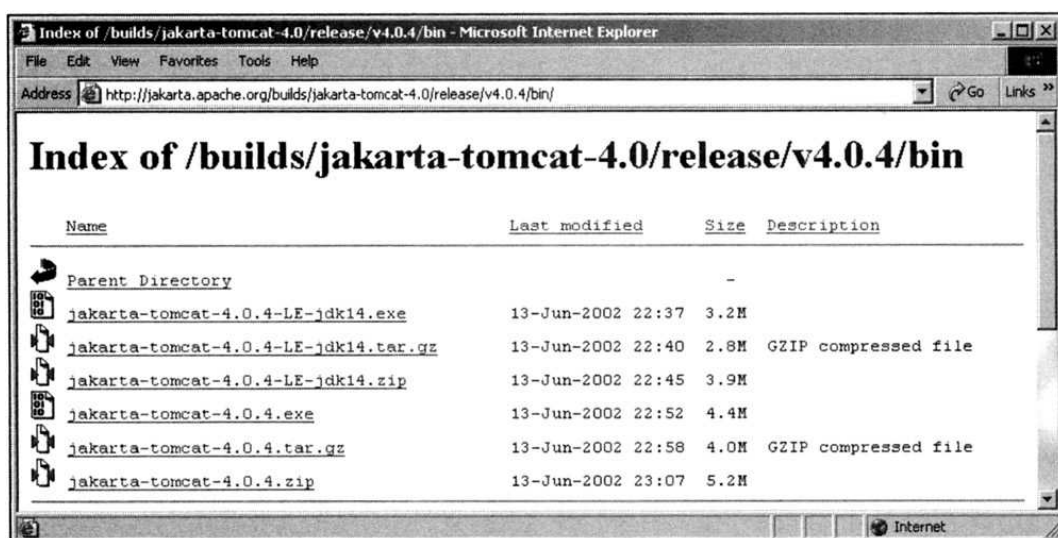 Index of /builds/jakarta-tomcat-4.0/release/v4.0.4/bin - Microsoft Internet Explorer
File Edit View Favorites Tools Help
Address http://jakarta.apache.org/builds/jakarta-tomcat-4.0/release/v4.0.4/bin/ Go Links »
Index of /builds/jakarta-tomcat-4.0/release/v4.0.4/bin
Name Last modified Size Description
Parent Directory -
jakarta-tomcat-4.0.4-LE-jdk14.exe 13-Jun-2002 22:37 3.2M
jakarta-tomcat-4.0.4-LE-jdk14.tar.gz 13-Jun-2002 22:40 2.8M GZIP compressed file
jakarta-tomcat-4.0.4-LE-jdk14.zip 13-Jun-2002 22:45 3.9M
jakarta-tomcat-4.0.4.exe 13-Jun-2002 22:52 4.4M
jakarta-tomcat-4.0.4.tar.gz 13-Jun-2002 22:58 4.0M GZIP compressed file
jakarta-tomcat-4.0.4.zip 13-Jun-2002 23:07 5.2M
Internet